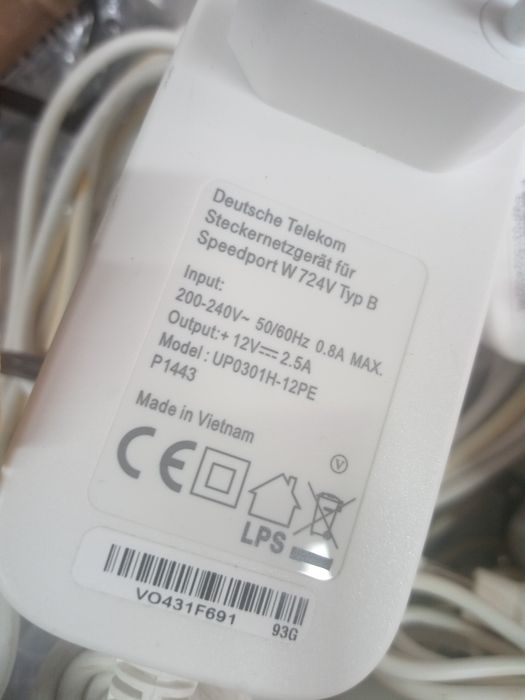 Deutsche Telekom
Steckernetzgerät für
Speedport W 724V Typ B
Input:
200-240V~ 50/60Hz 0.8A MAX.
Output:+ 12V⎓ 2.5A
Model : UP0301H-12PE
P1443
Made in Vietnam
V
CE
LPS
VO431F691
93G